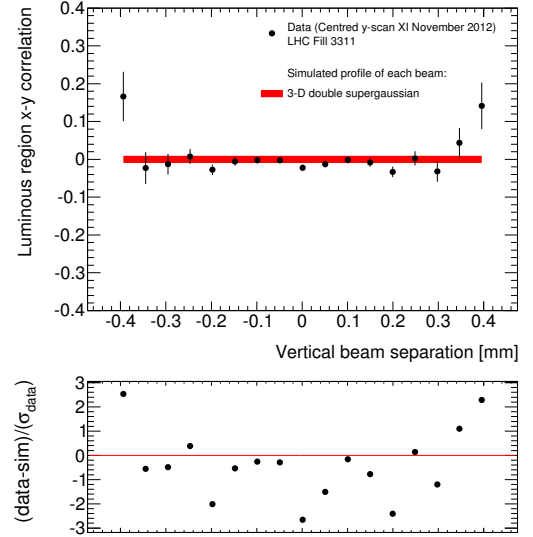 Luminous region x-y correlation
0.4
0.3
0.2
0.1
0
-0.1
-0.2
-0.3
-0.4
Data (Centred y-scan XI November 2012)
LHC Fill 3311
Simulated profile of each beam:
3-D double supergaussian
-0.4 -0.3 -0.2 -0.1 0 0.1 0.2 0.3 0.4
Vertical beam separation [mm]
(data-sim)/(σdata)
3
2
1
0
-1
-2
-3